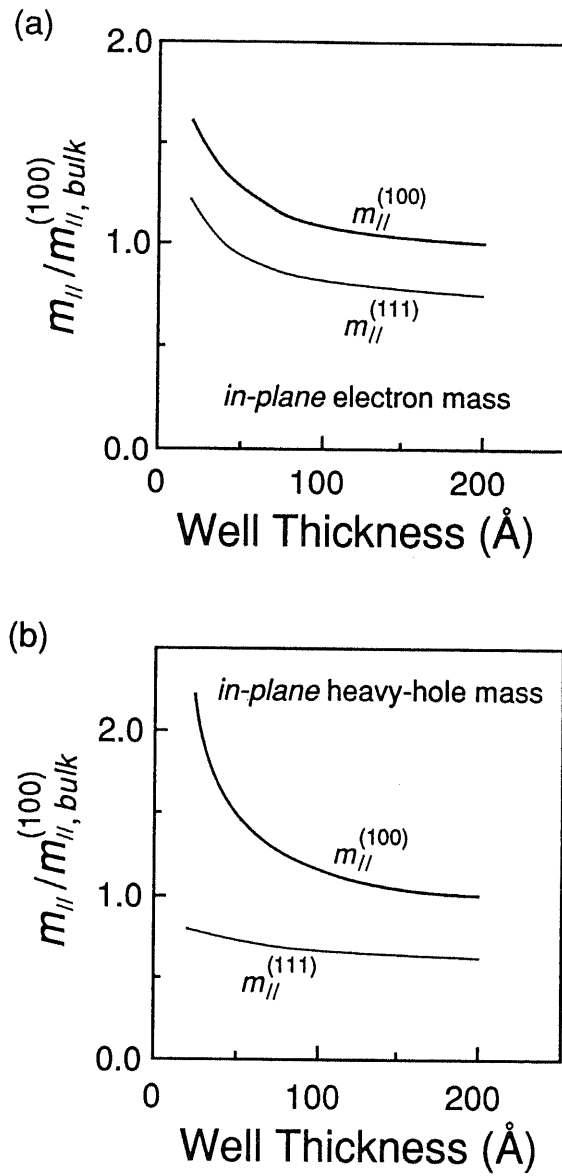 (a)
2.0
1.0
0.0
m// / m//, bulk (100)
m// (100)
m// (111)
in-plane electron mass
0 100 200
Well Thickness (Å)
(b)
in-plane heavy-hole mass
2.0
1.0
0.0
m// / m//, bulk (100)
m// (100)
m// (111)
0 100 200
Well Thickness (Å)